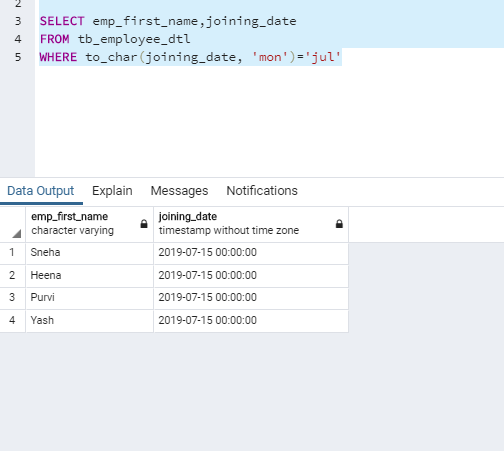 2
3 SELECT emp_first_name,joining_date
4 FROM tb_employee_dtl
5 WHERE to_char(joining_date, 'mon')='jul'
Data Output Explain Messages Notifications
emp_first_name joining_date
character varying timestamp without time zone
1 Sneha 2019-07-15 00:00:00
2 Heena 2019-07-15 00:00:00
3 Purvi 2019-07-15 00:00:00
4 Yash 2019-07-15 00:00:00